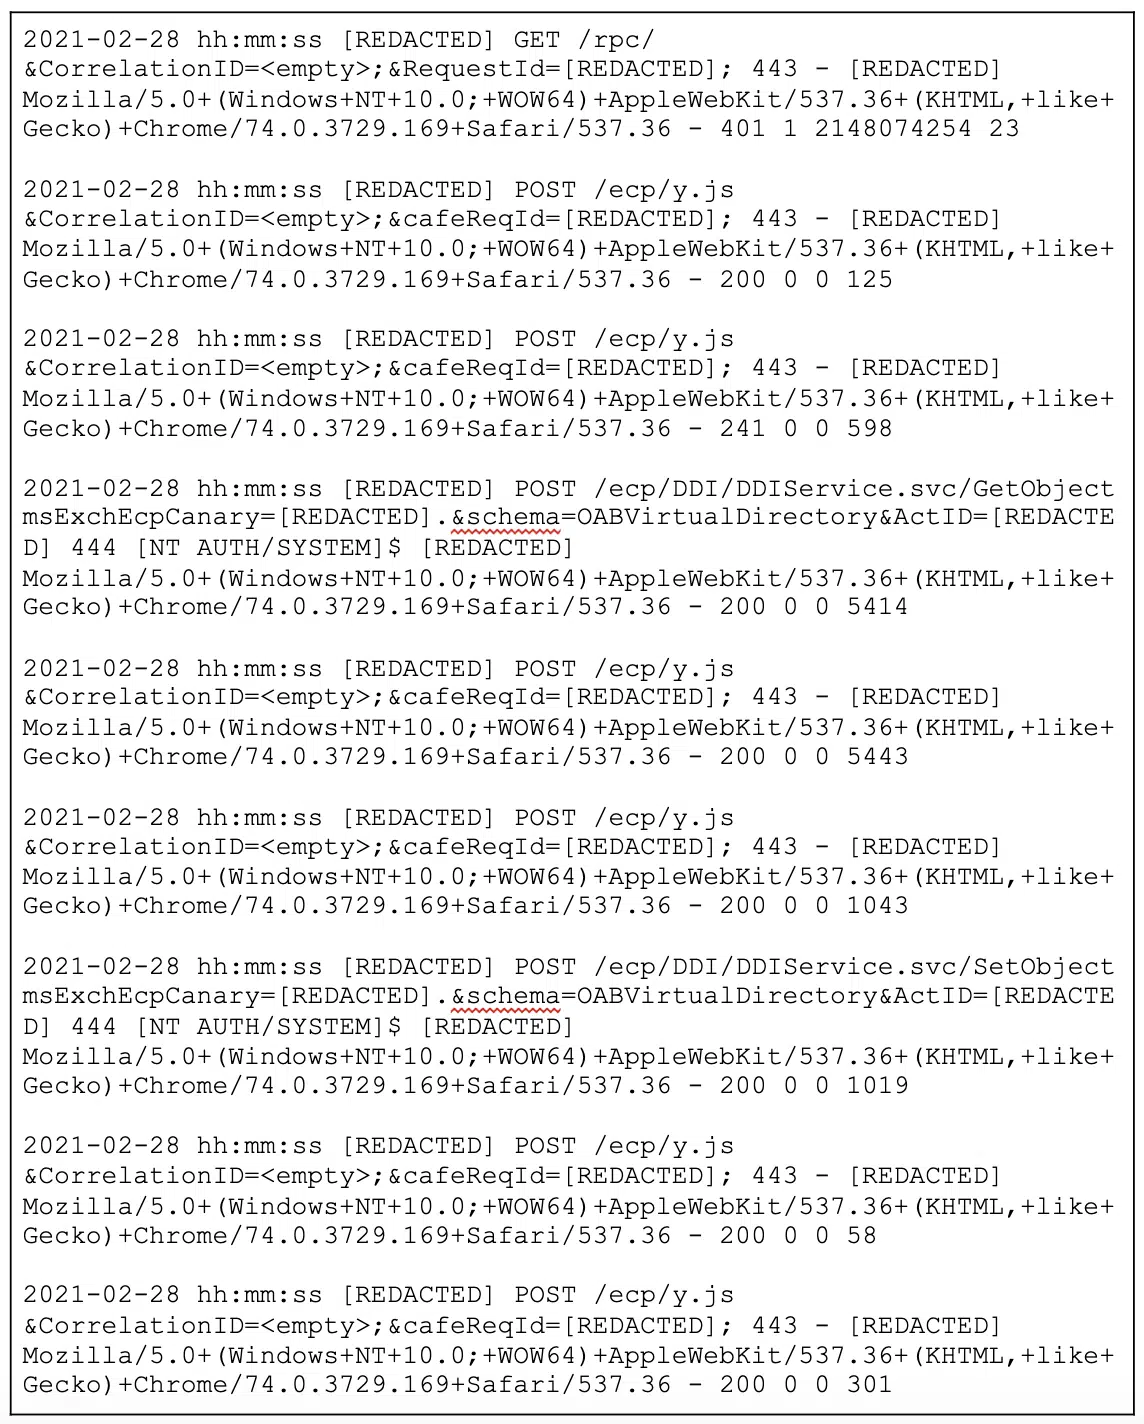 2021-02-28 hh:mm:ss [REDACTED] GET /rpc/
&CorrelationID=<empty>;&RequestId=[REDACTED]; 443 - [REDACTED]
Mozilla/5.0+(Windows+NT+10.0;+WOW64)+AppleWebKit/537.36+(KHTML,+like+
Gecko)+Chrome/74.0.3729.169+Safari/537.36 - 401 1 2148074254 23
2021-02-28 hh:mm:ss [REDACTED] POST /ecp/y.js
&CorrelationID=<empty>;&cafeReqId=[REDACTED]; 443 - [REDACTED]
Mozilla/5.0+(Windows+NT+10.0;+WOW64)+AppleWebKit/537.36+(KHTML,+like+
Gecko)+Chrome/74.0.3729.169+Safari/537.36 - 200 0 0 125
2021-02-28 hh:mm:ss [REDACTED] POST /ecp/y.js
&CorrelationID=<empty>;&cafeReqId=[REDACTED]; 443 - [REDACTED]
Mozilla/5.0+(Windows+NT+10.0;+WOW64)+AppleWebKit/537.36+(KHTML,+like+
Gecko)+Chrome/74.0.3729.169+Safari/537.36 - 241 0 0 598
2021-02-28 hh:mm:ss [REDACTED] POST /ecp/DDI/DDIService.svc/GetObject
msExchEcpCanary=[REDACTED].&schema=OABVirtualDirectory&ActID=[REDACTE
D] 444 [NT AUTH/SYSTEM]$ [REDACTED]
Mozilla/5.0+(Windows+NT+10.0;+WOW64)+AppleWebKit/537.36+(KHTML,+like+
Gecko)+Chrome/74.0.3729.169+Safari/537.36 - 200 0 0 5414
2021-02-28 hh:mm:ss [REDACTED] POST /ecp/y.js
&CorrelationID=<empty>;&cafeReqId=[REDACTED]; 443 - [REDACTED]
Mozilla/5.0+(Windows+NT+10.0;+WOW64)+AppleWebKit/537.36+(KHTML,+like+
Gecko)+Chrome/74.0.3729.169+Safari/537.36 - 200 0 0 5443
2021-02-28 hh:mm:ss [REDACTED] POST /ecp/y.js
&CorrelationID=<empty>;&cafeReqId=[REDACTED]; 443 - [REDACTED]
Mozilla/5.0+(Windows+NT+10.0;+WOW64)+AppleWebKit/537.36+(KHTML,+like+
Gecko)+Chrome/74.0.3729.169+Safari/537.36 - 200 0 0 1043
2021-02-28 hh:mm:ss [REDACTED] POST /ecp/DDI/DDIService.svc/SetObject
msExchEcpCanary=[REDACTED].&schema=OABVirtualDirectory&ActID=[REDACTE
D] 444 [NT AUTH/SYSTEM]$ [REDACTED]
Mozilla/5.0+(Windows+NT+10.0;+WOW64)+AppleWebKit/537.36+(KHTML,+like+
Gecko)+Chrome/74.0.3729.169+Safari/537.36 - 200 0 0 1019
2021-02-28 hh:mm:ss [REDACTED] POST /ecp/y.js
&CorrelationID=<empty>;&cafeReqId=[REDACTED]; 443 - [REDACTED]
Mozilla/5.0+(Windows+NT+10.0;+WOW64)+AppleWebKit/537.36+(KHTML,+like+
Gecko)+Chrome/74.0.3729.169+Safari/537.36 - 200 0 0 58
2021-02-28 hh:mm:ss [REDACTED] POST /ecp/y.js
&CorrelationID=<empty>;&cafeReqId=[REDACTED]; 443 - [REDACTED]
Mozilla/5.0+(Windows+NT+10.0;+WOW64)+AppleWebKit/537.36+(KHTML,+like+
Gecko)+Chrome/74.0.3729.169+Safari/537.36 - 200 0 0 301